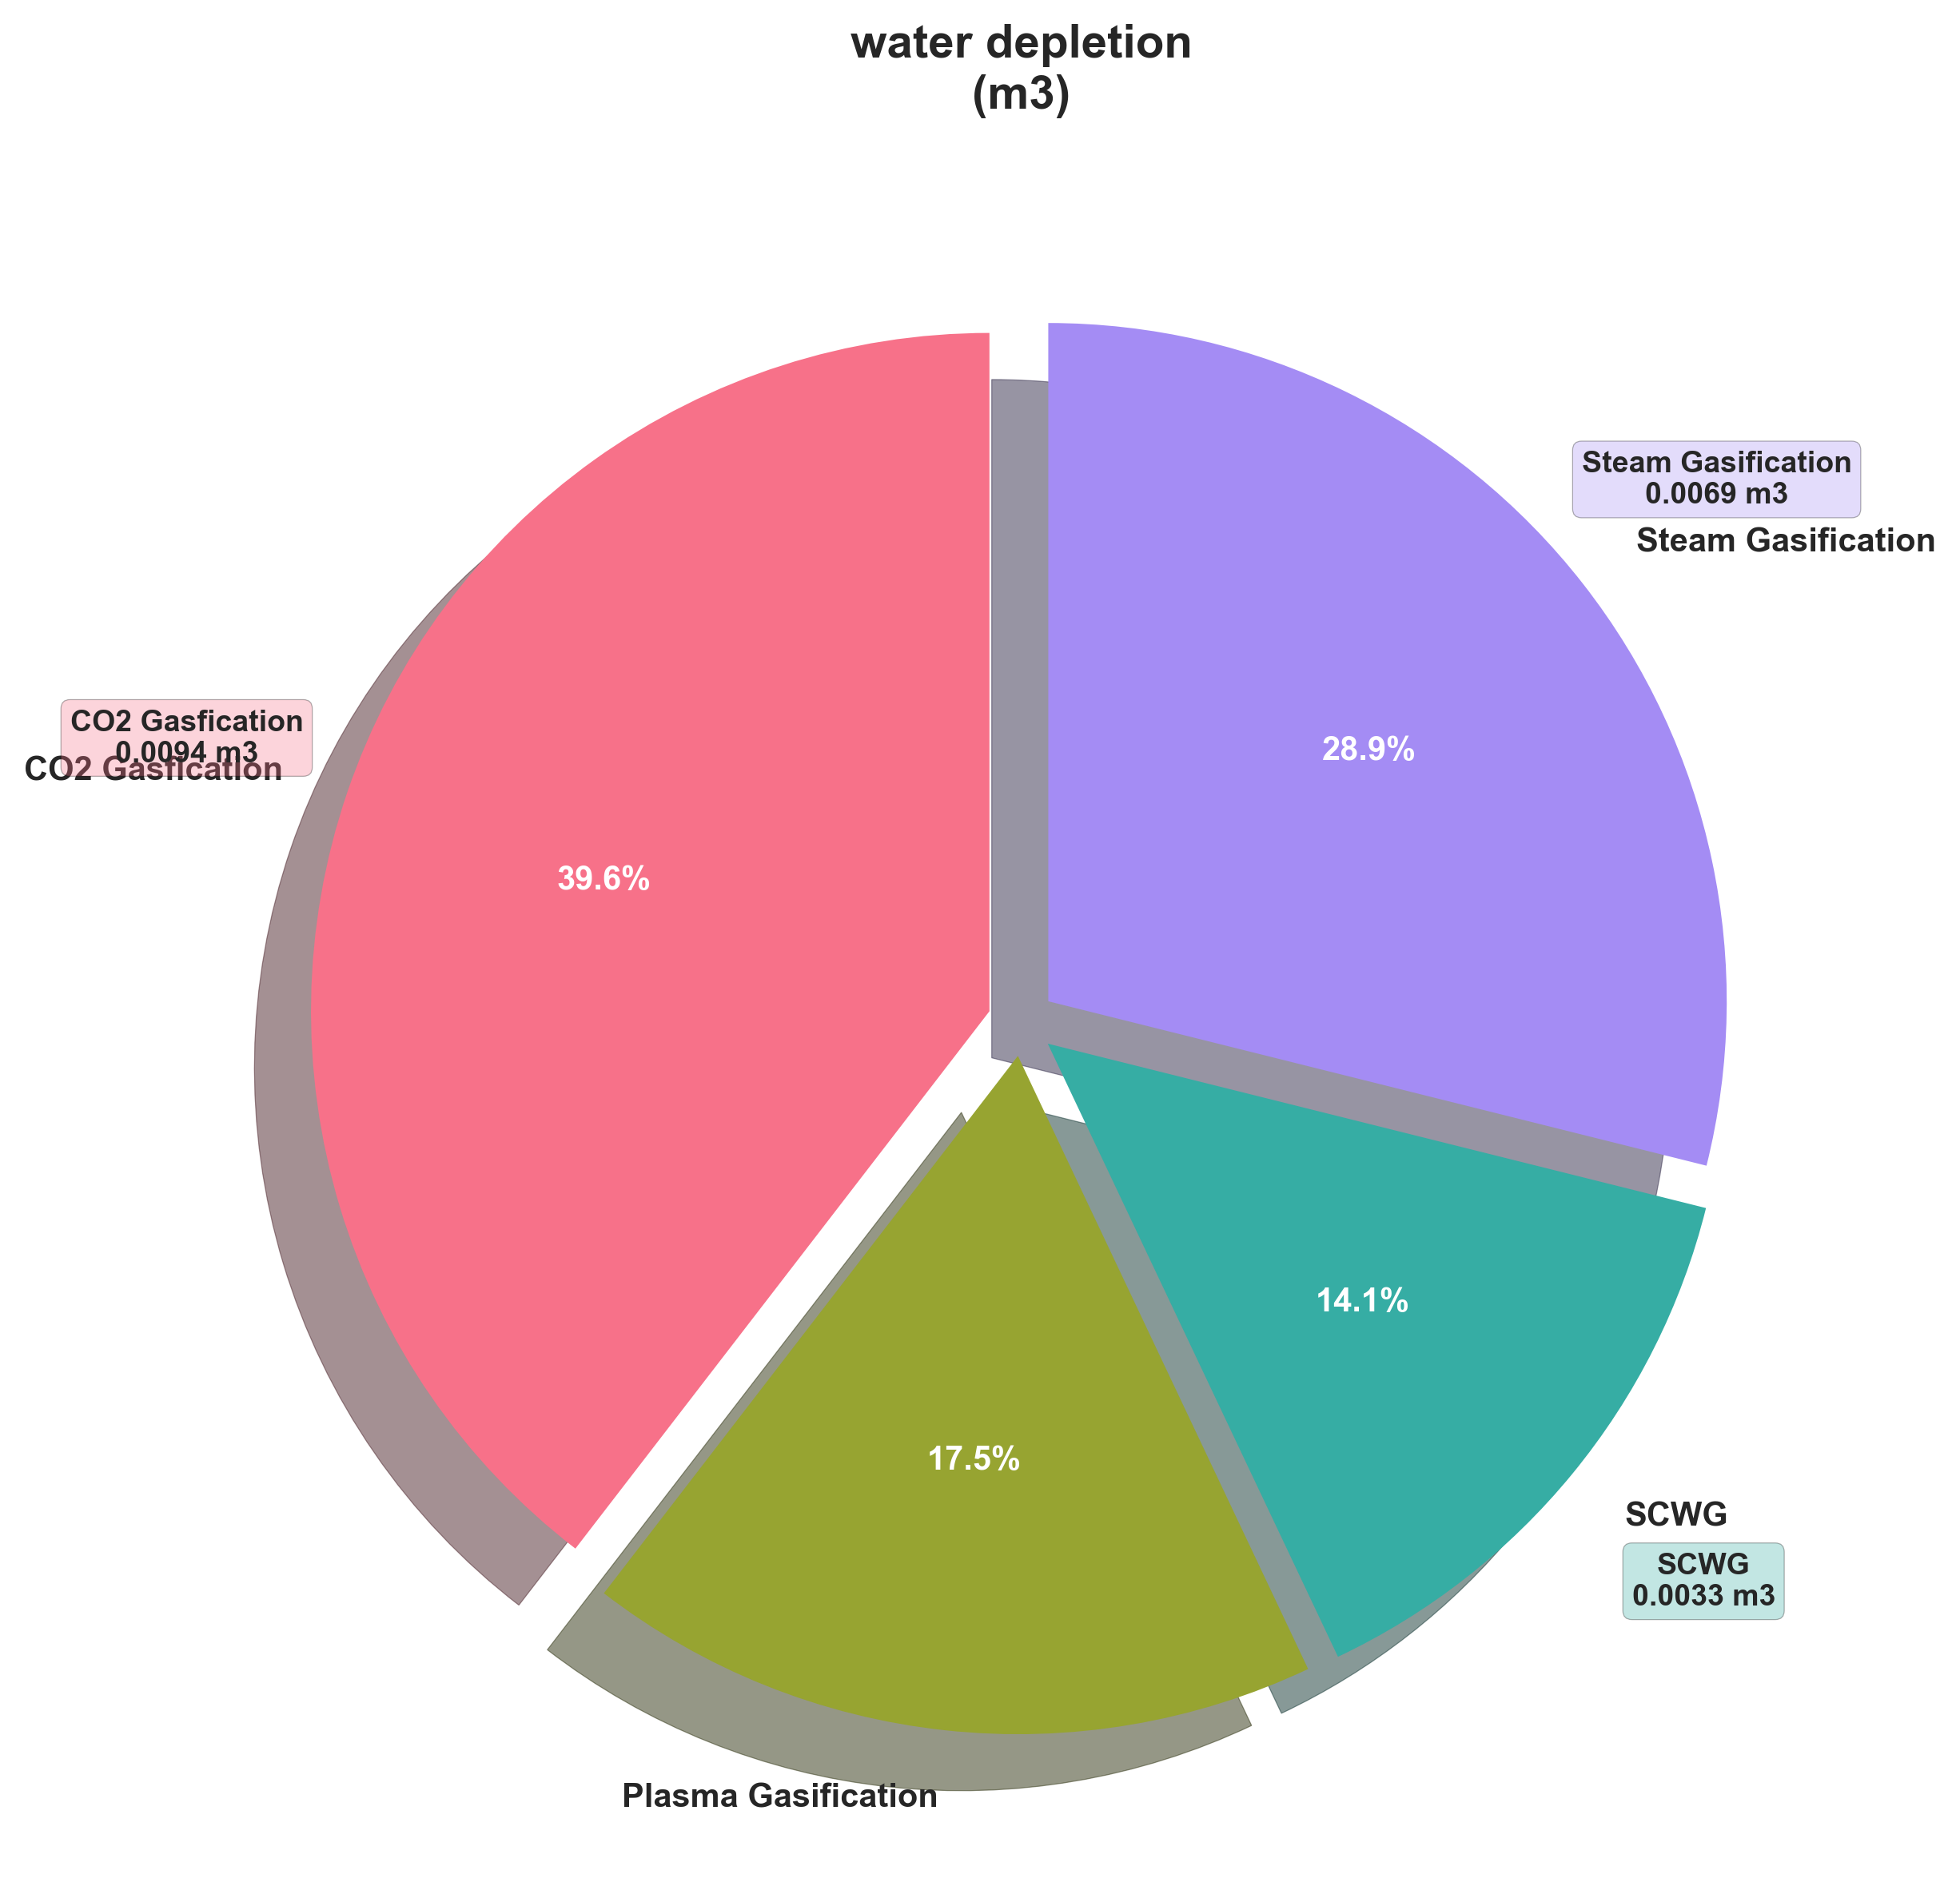 water depletion
(m3)
Steam Gasification
0.0069 m3
Steam Gasification
28.9%
CO2 Gasfication
0.0094 m3
CO2 Gasfication
39.6%
14.1%
17.5%
SCWG
SCWG
0.0033 m3
Plasma Gasification